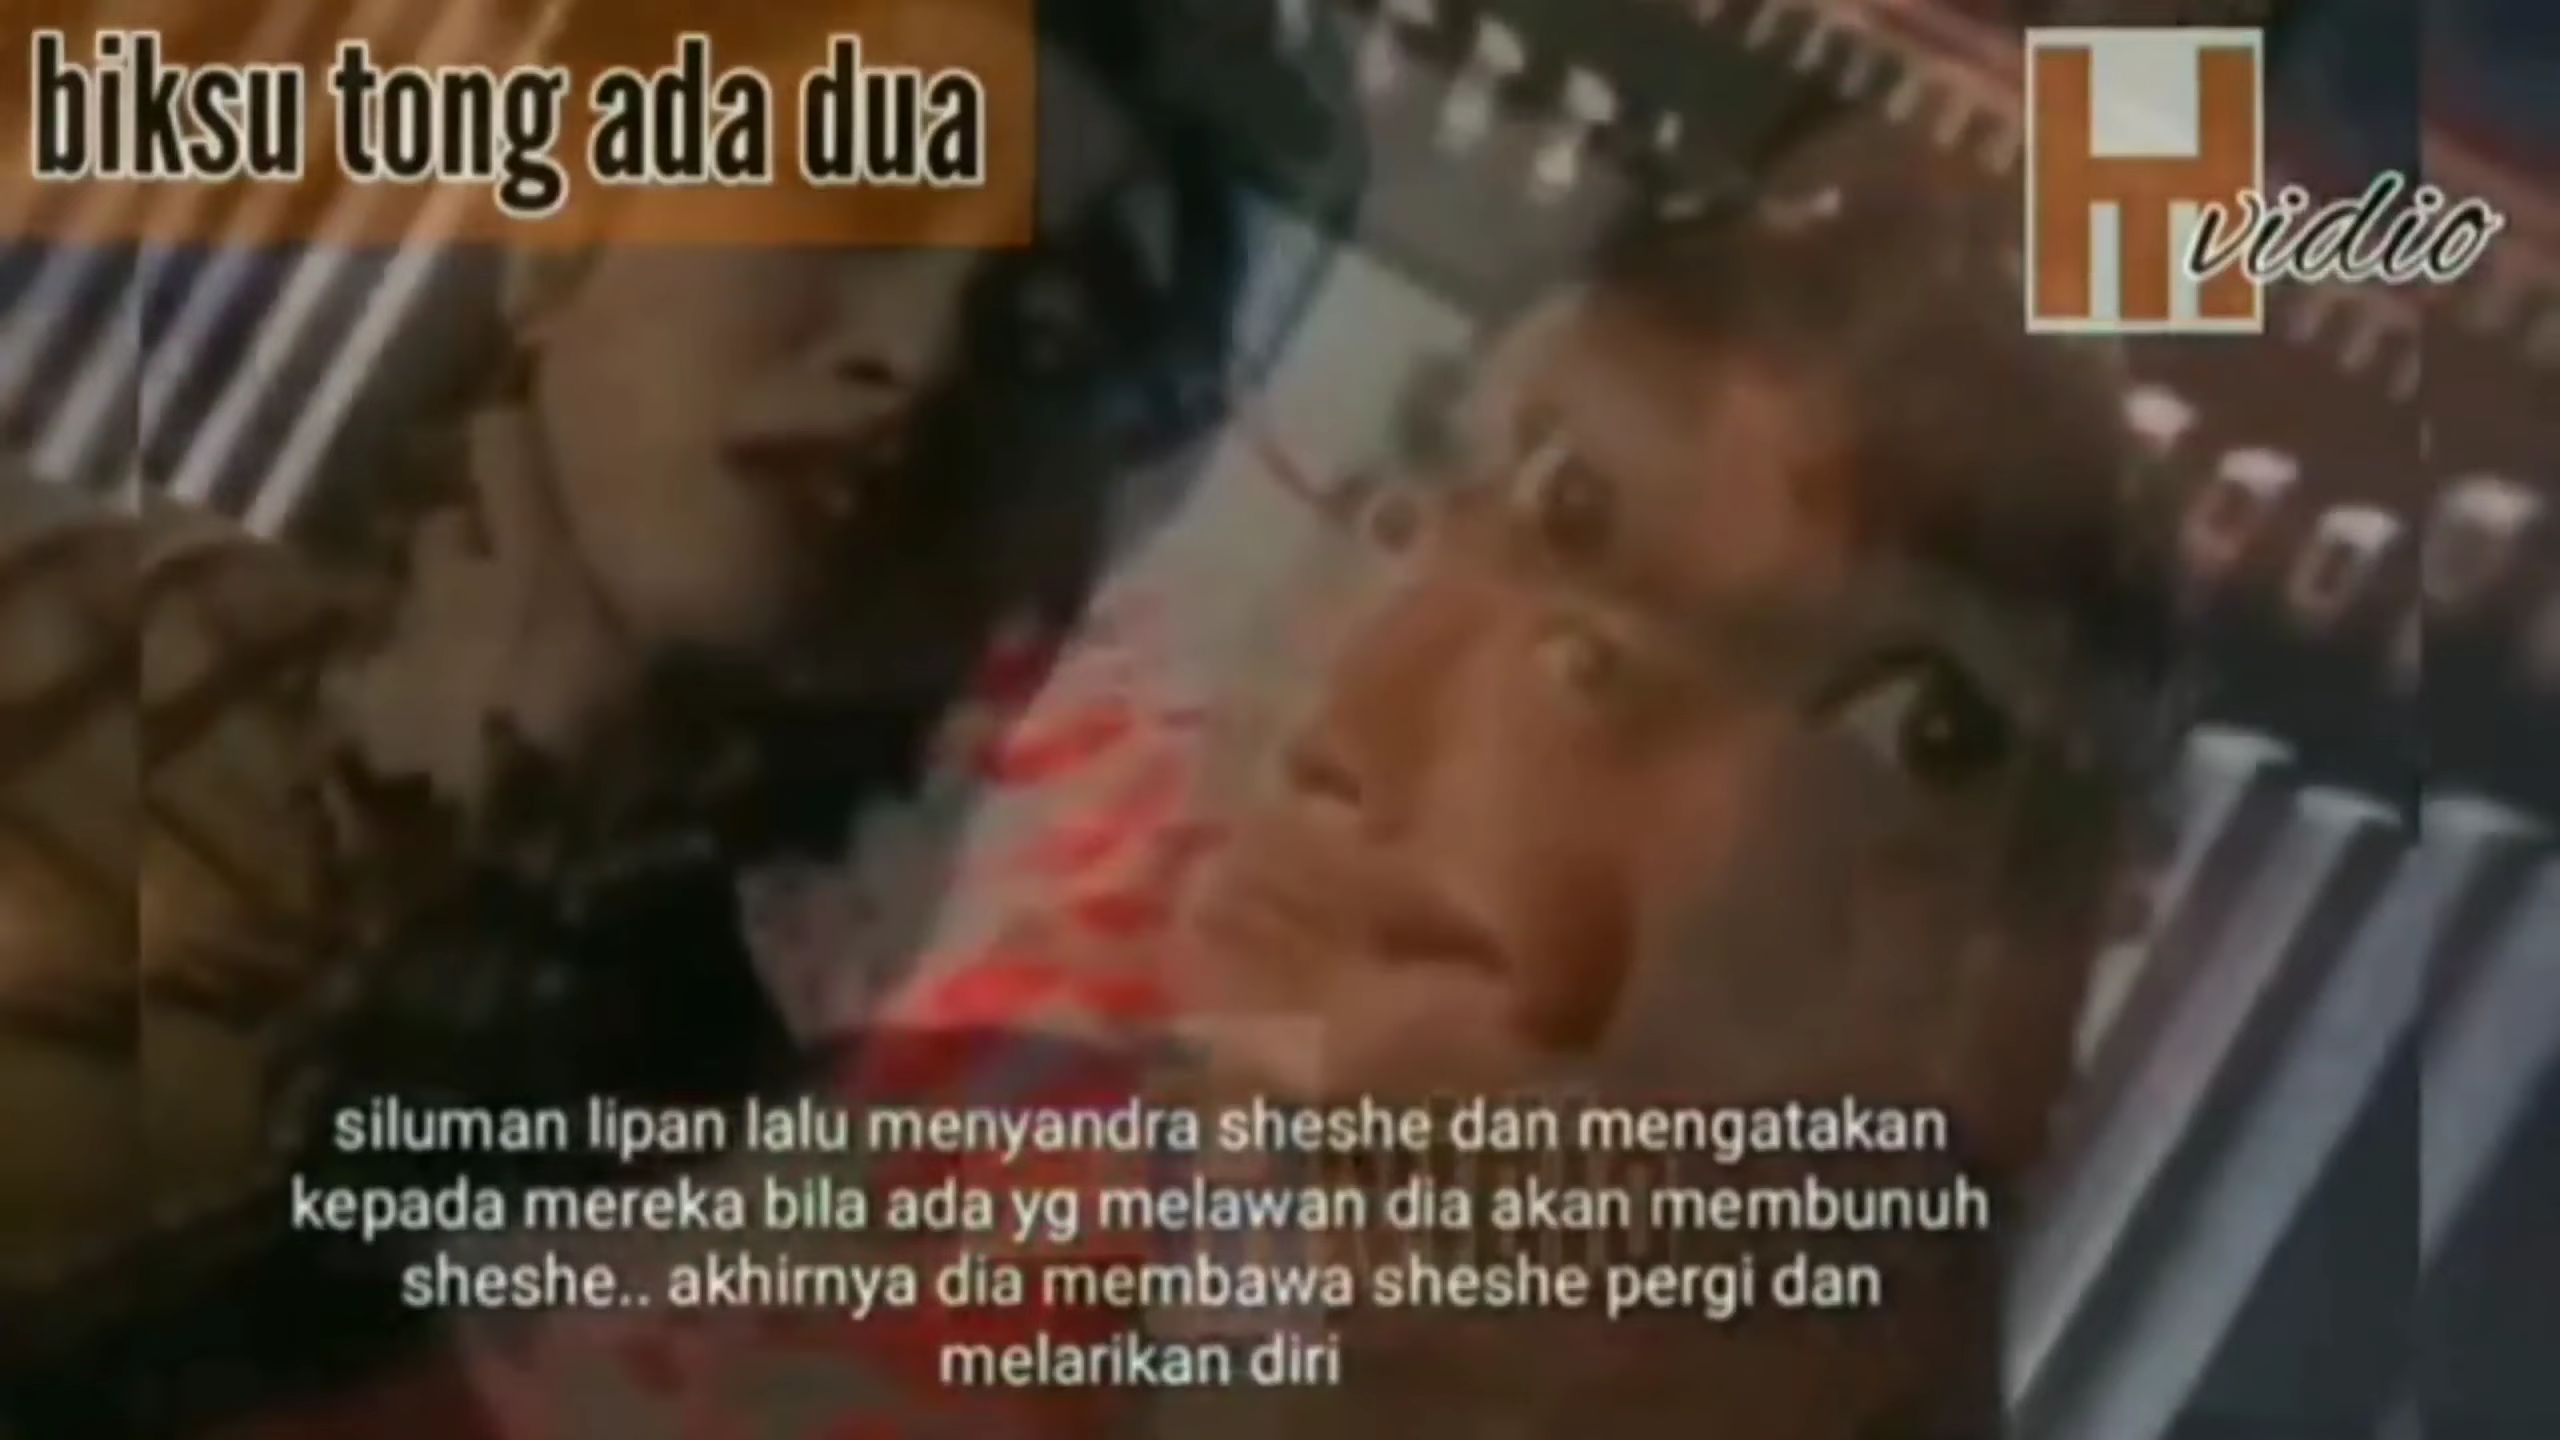 biksu tong ada dua
H
vidio
siluman lipan lalu menyandra sheshe dan mengatakan
kepada mereka bila ada yg melawan dia akan membunuh
sheshe.. akhirnya dia membawa sheshe pergi dan
melarikan diri